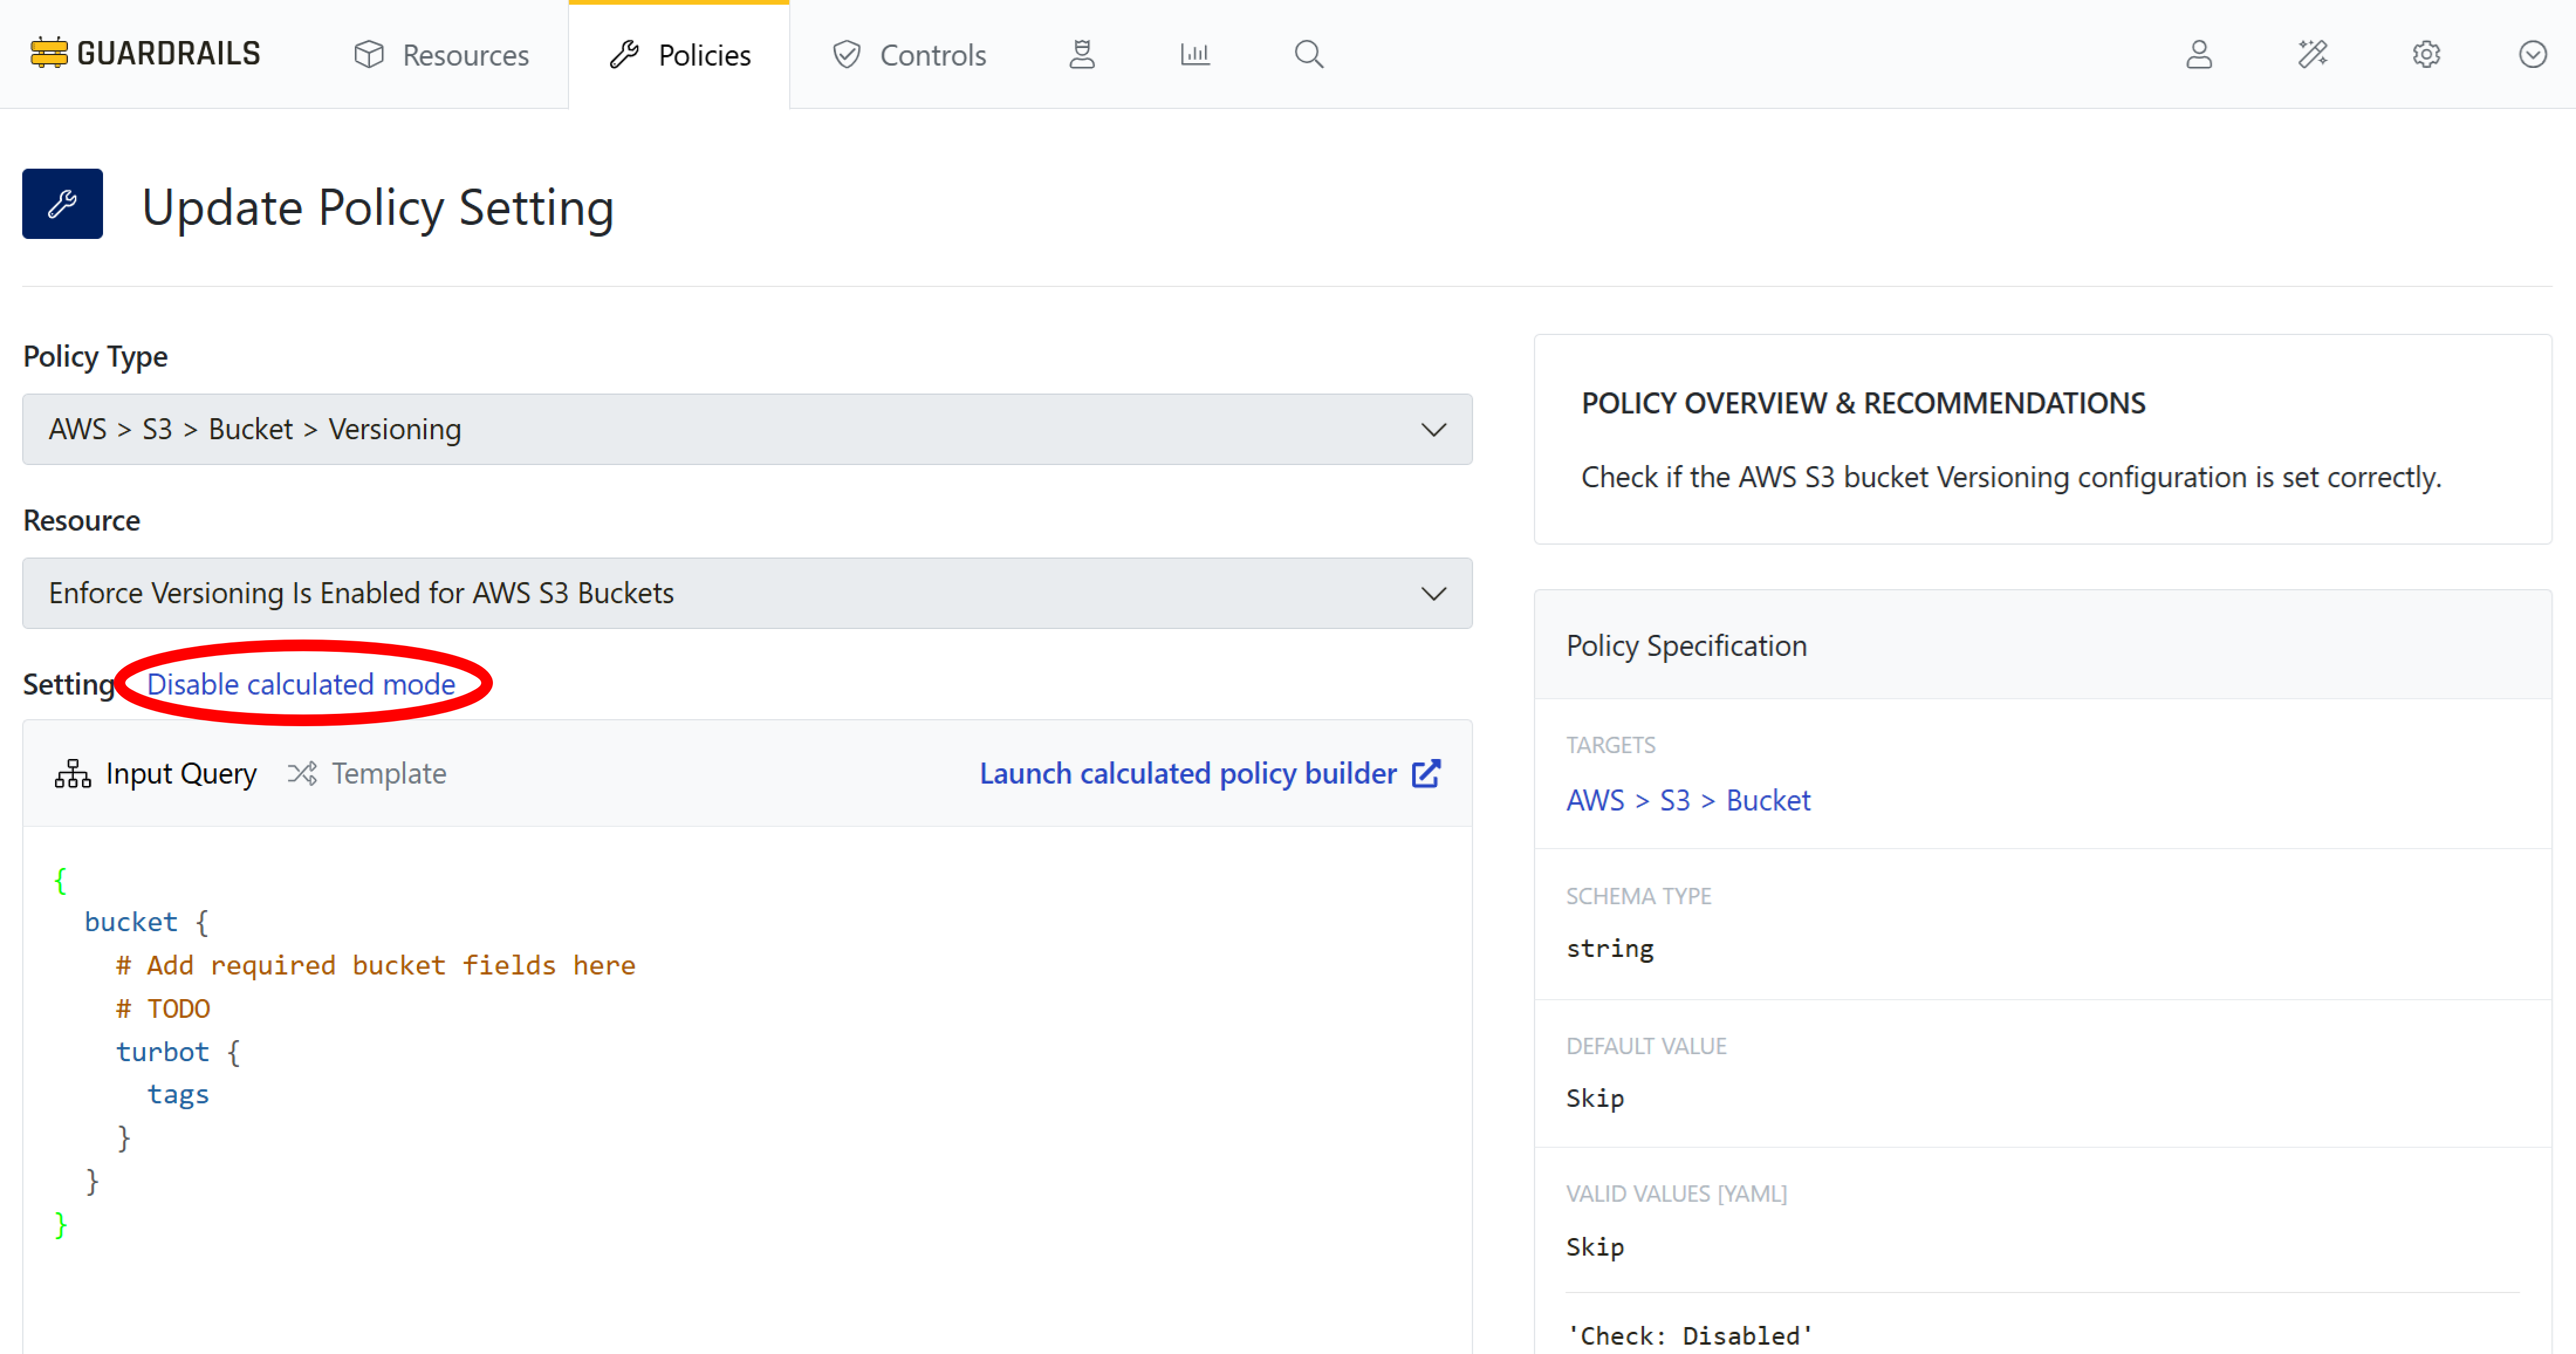 GUARDRAILS
Resources
Policies
Controls
Update Policy Setting
Policy Type
AWS > S3 > Bucket > Versioning
Resource
Enforce Versioning Is Enabled for AWS S3 Buckets
Setting Disable calculated mode
Input Query Template Launch calculated policy builder
{
  bucket {
    # Add required bucket fields here
    # TODO
    turbot {
      tags
    }
  }
}
POLICY OVERVIEW & RECOMMENDATIONS
Check if the AWS S3 bucket Versioning configuration is set correctly.
Policy Specification
TARGETS
AWS > S3 > Bucket
SCHEMA TYPE
string
DEFAULT VALUE
Skip
VALID VALUES [YAML]
Skip
'Check: Disabled'